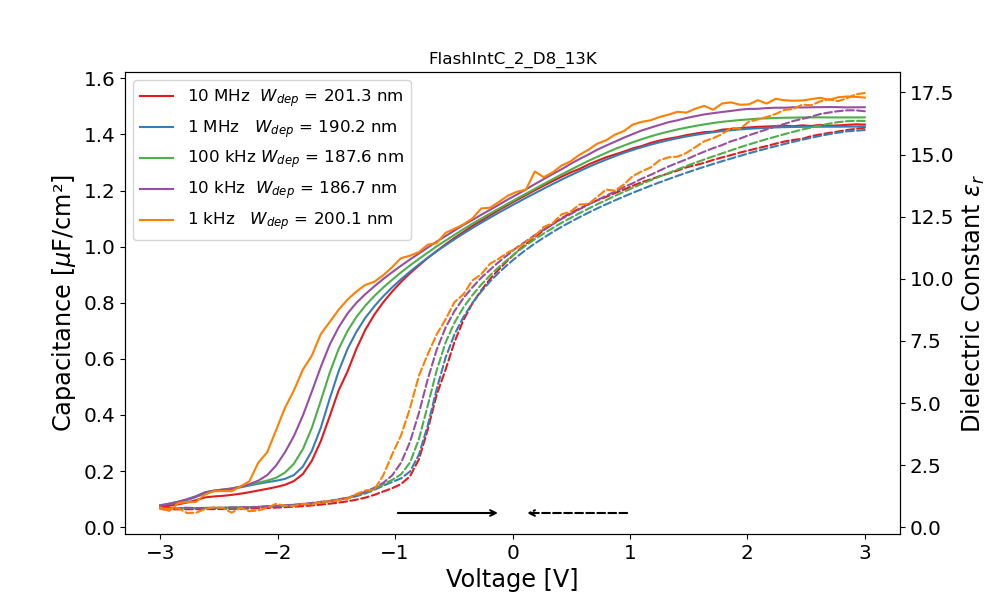 FlashIntC_2_D8_13K
10 MHz W_dep = 201.3 nm
1 MHz W_dep = 190.2 nm
100 kHz W_dep = 187.6 nm
10 kHz W_dep = 186.7 nm
1 kHz W_dep = 200.1 nm
Capacitance [μF/cm²]
1.6
1.4
1.2
1.0
0.8
0.6
0.4
0.2
0.0
17.5
15.0
12.5
10.0
7.5
5.0
2.5
0.0
Dielectric Constant ε_r
−3 −2 −1 0 1 2 3
Voltage [V]